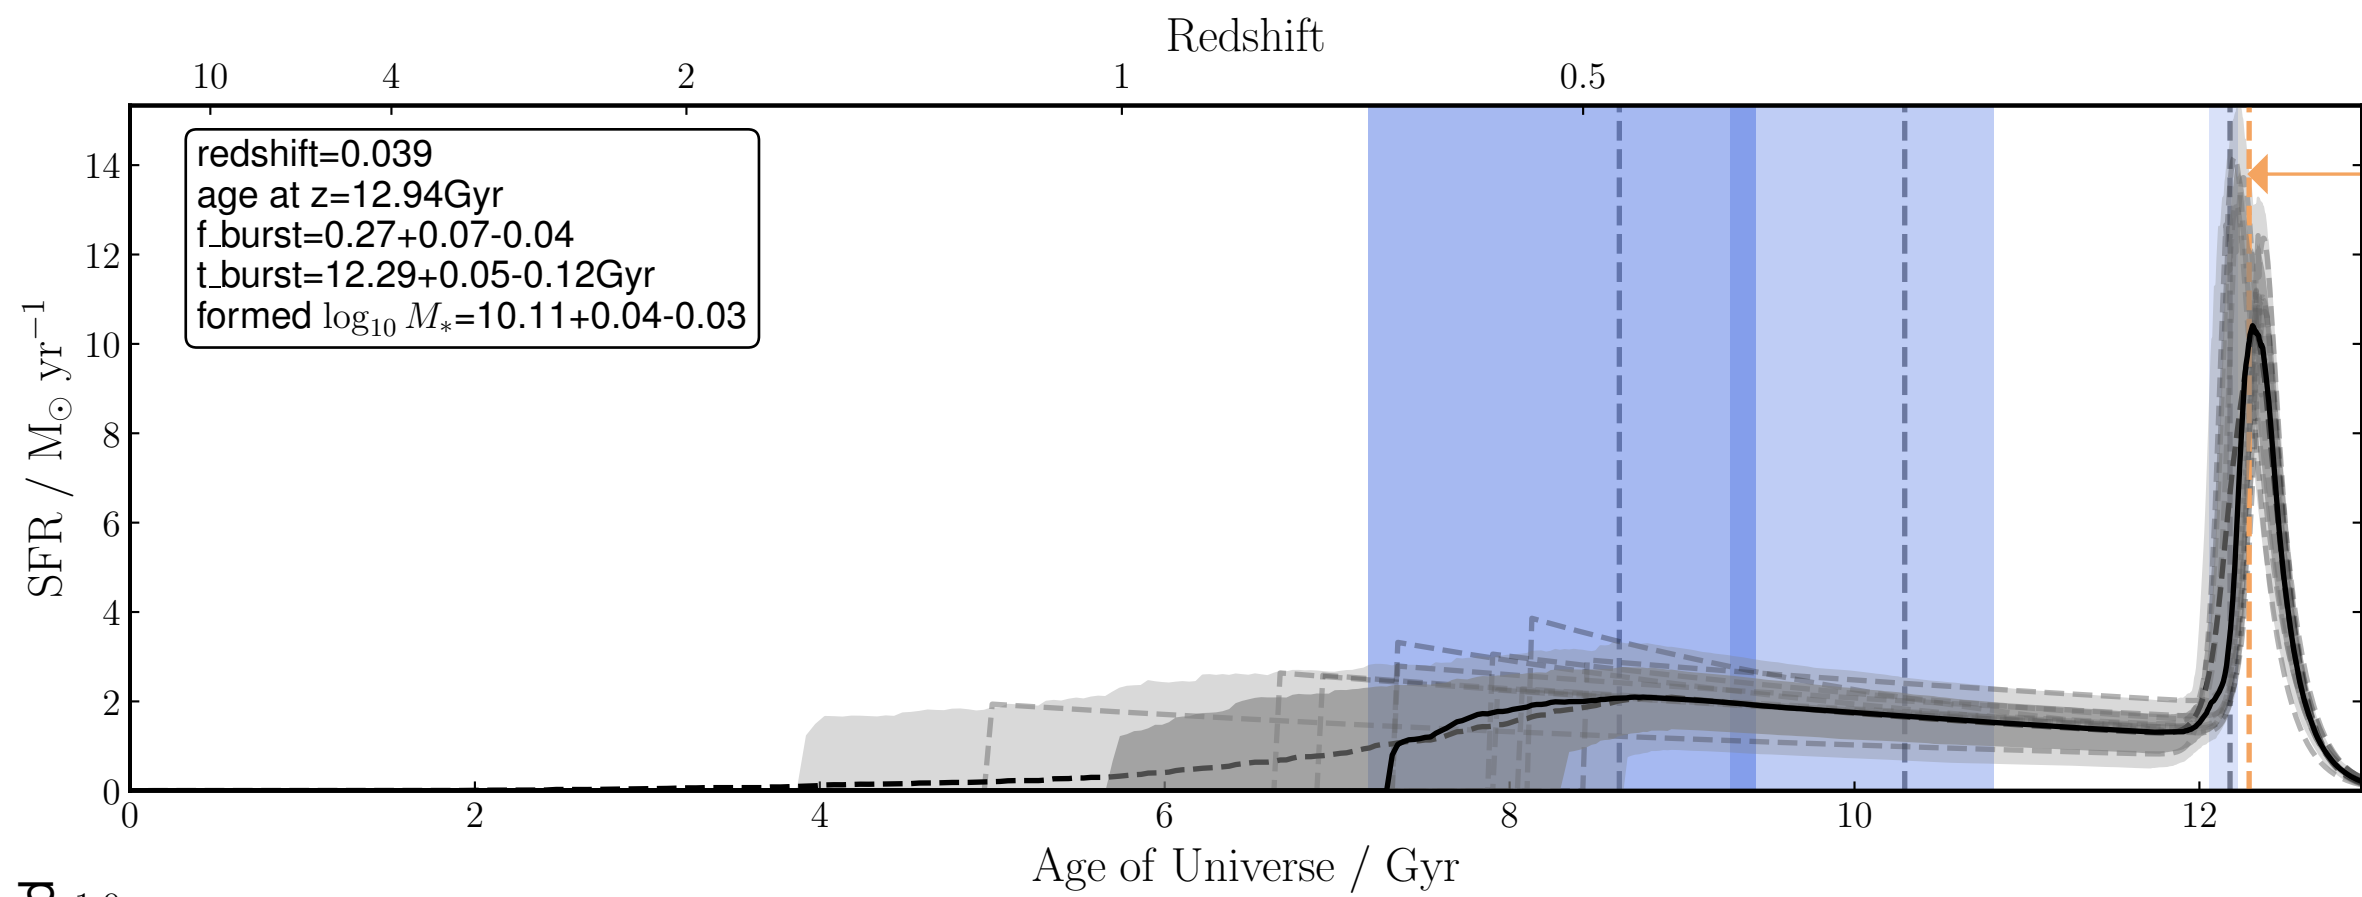 Redshift
10 4 2 1 0.5
redshift=0.039
age at z=12.94Gyr
f_burst=0.27+0.07-0.04
t_burst=12.29+0.05-0.12Gyr
formed log₁₀ M∗=10.11+0.04-0.03
SFR / M⊙ yr⁻¹
14
12
10
8
6
4
2
0
0 2 4 6 8 10 12
Age of Universe / Gyr